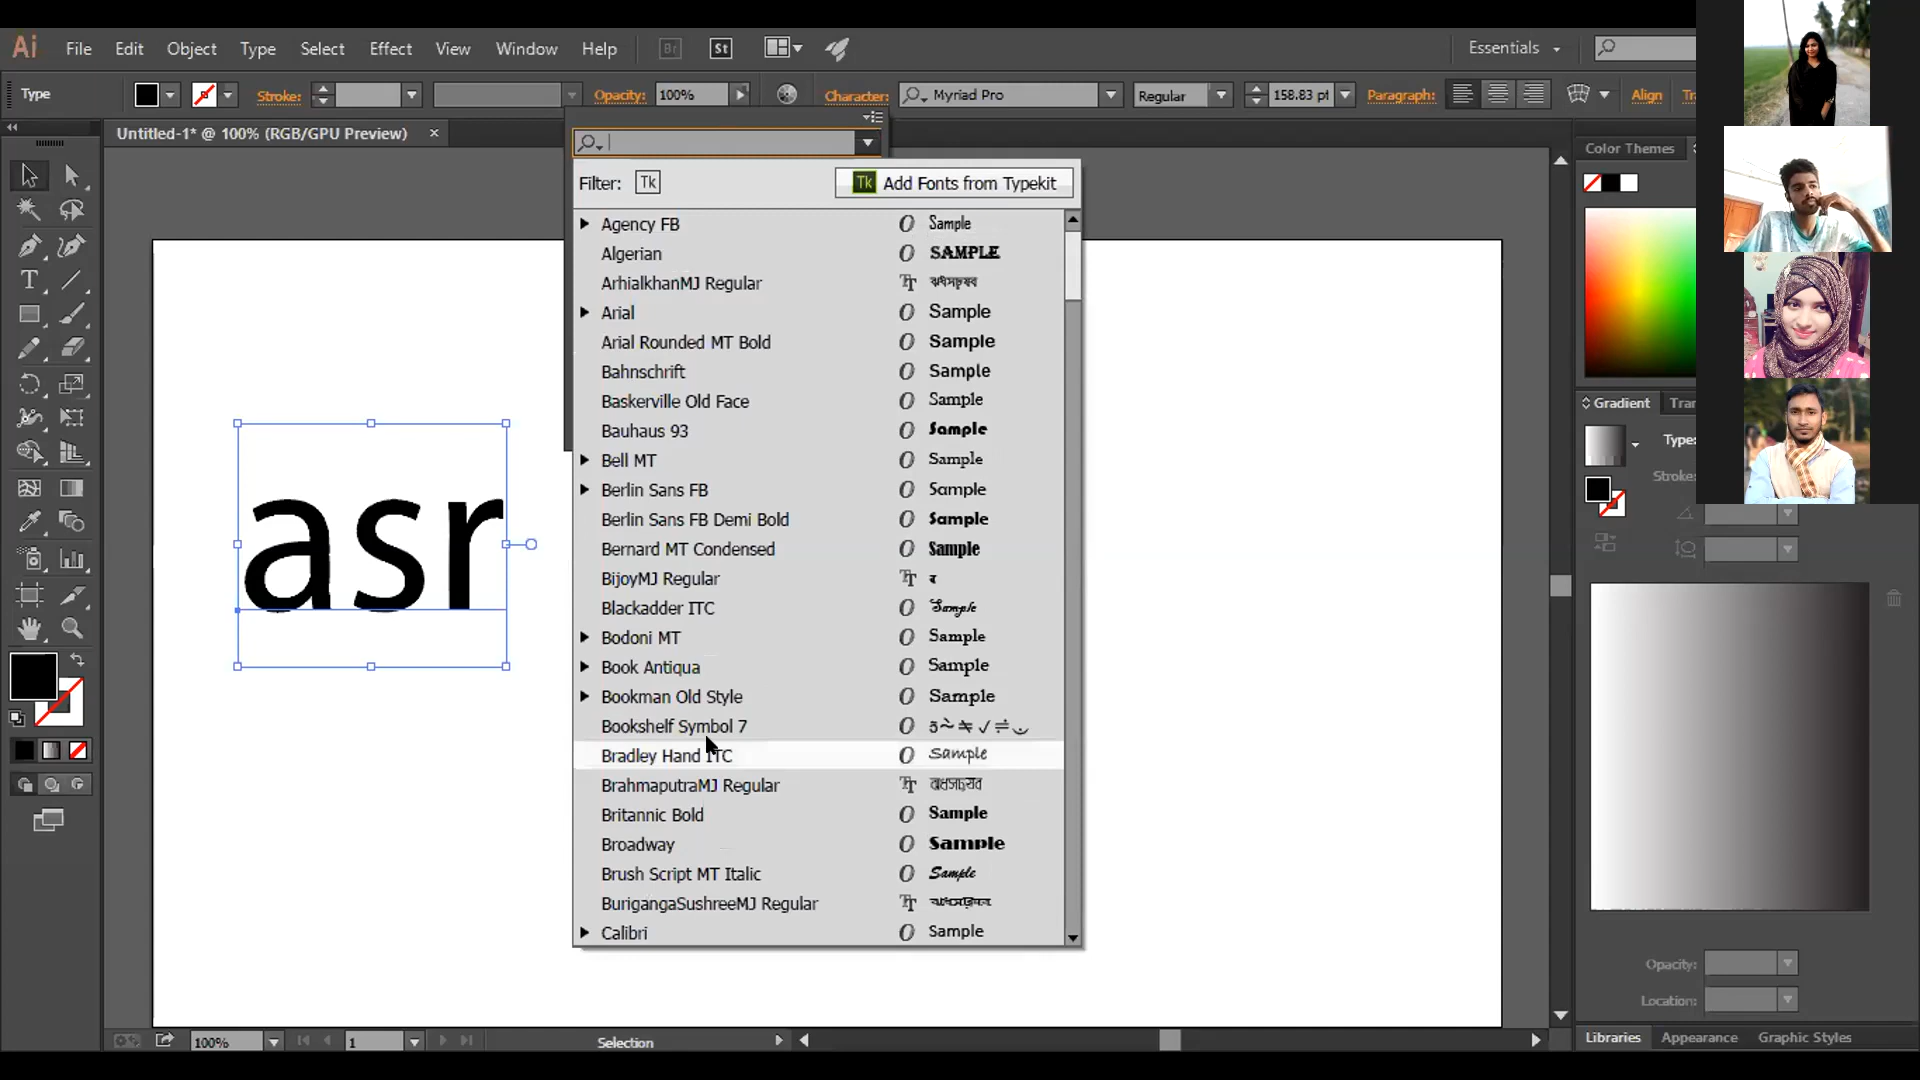 Ai File Edit Object Type Select Effect View Window Help Br St Essentials
Type Stroke: Opacity: 100% Character: Myriad Pro Regular 158.83 pt Paragraph: Align
Untitled-1* @ 100% (RGB/GPU Preview) ×
Filter: Tk Tk Add Fonts from Typekit
Agency FB O Sample
Algerian O SAMPLE
ArhialkhanMJ Regular
Arial O Sample
Arial Rounded MT Bold O Sample
Bahnschrift O Sample
Baskerville Old Face O Sample
Bauhaus 93 O Sample
Bell MT O Sample
Berlin Sans FB O Sample
Berlin Sans FB Demi Bold O Sample
Bernard MT Condensed O Sample
BijoyMJ Regular
Blackadder ITC O Sample
Bodoni MT O Sample
Book Antiqua O Sample
Bookman Old Style O Sample
Bookshelf Symbol 7 O
Bradley Hand ITC O Sample
BrahmaputraMJ Regular
Britannic Bold O Sample
Broadway O Sample
Brush Script MT Italic O Sample
BurigangaSushreeMJ Regular
Calibri O Sample
asr
Color Themes
Gradient
Type:
Stroke:
Opacity:
Location:
Libraries Appearance Graphic Styles
100% 1 Selection